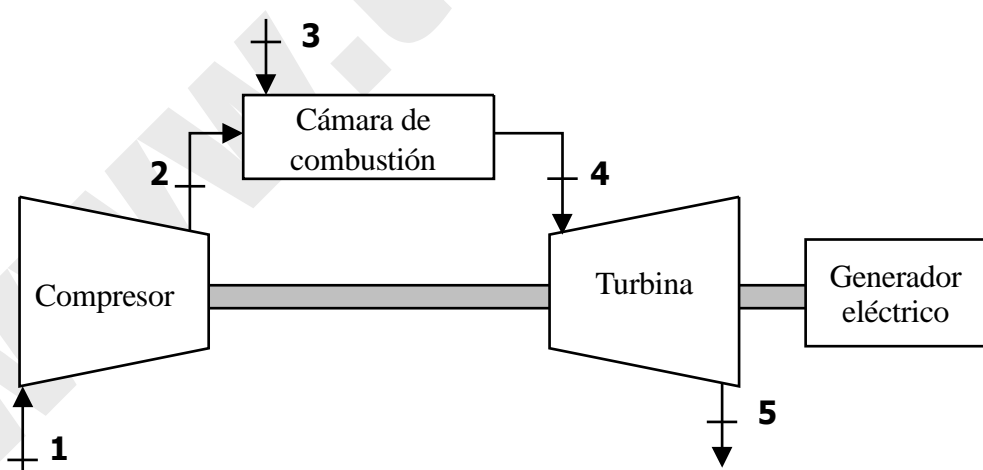 3
Cámara de
combustión
2
4
Compresor
Turbina
Generador
eléctrico
5
1